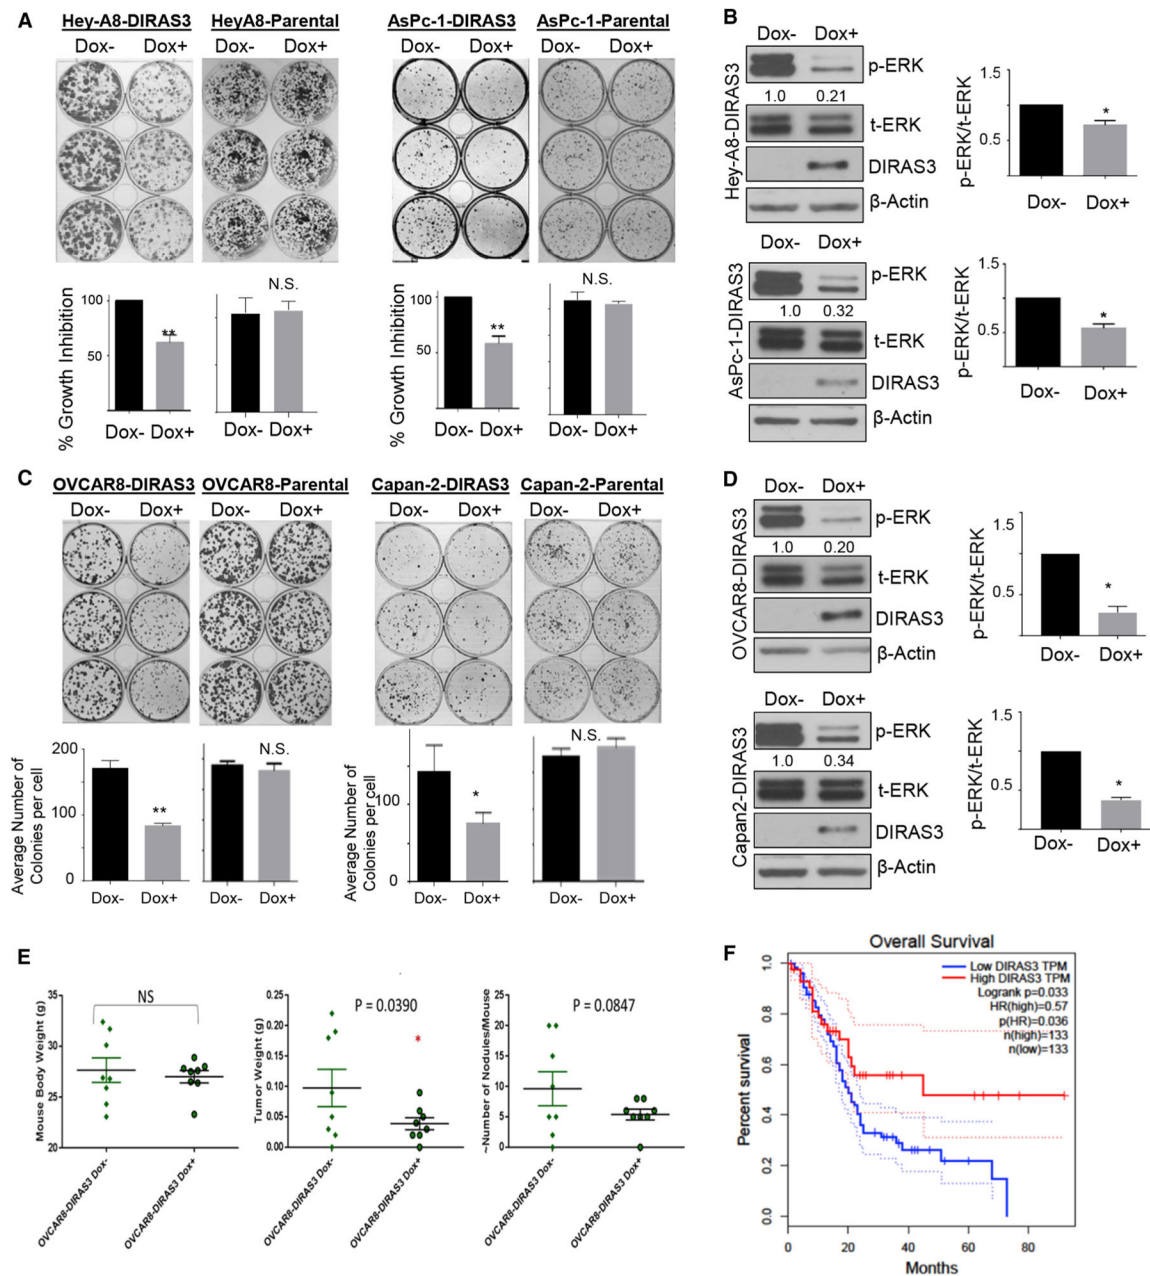 A
Hey-A8-DIRAS3 HeyA8-Parental AsPc-1-DIRAS3 AsPc-1-Parental
Dox- Dox+ Dox- Dox+ Dox- Dox+ Dox- Dox+
% Growth Inhibition
100
50
**
N.S.
Dox- Dox+
Dox- Dox+
% Growth Inhibition
100
50
**
N.S.
Dox- Dox+
Dox- Dox+
B
Hey-A8-DIRAS3
Dox- Dox+
p-ERK
1.0 0.21
t-ERK
DIRAS3
β-Actin
p-ERK/t-ERK
1.5
0.5
*
Dox- Dox+
AsPc-1-DIRAS3
Dox- Dox+
p-ERK
1.0 0.32
t-ERK
DIRAS3
β-Actin
p-ERK/t-ERK
1.5
0.5
*
Dox- Dox+
C
OVCAR8-DIRAS3 OVCAR8-Parental Capan-2-DIRAS3 Capan-2-Parental
Dox- Dox+ Dox- Dox+ Dox- Dox+ Dox- Dox+
Average Number of
Colonies per cell
200
100
0
**
N.S.
Dox- Dox+
Dox- Dox+
Average Number of
Colonies per cell
100
0
*
N.S.
Dox- Dox+
Dox- Dox+
D
OVCAR8-DIRAS3
Dox- Dox+
p-ERK
1.0 0.20
t-ERK
DIRAS3
β-Actin
p-ERK/t-ERK
1.5
0.5
*
Dox- Dox+
Capan2-DIRAS3
Dox- Dox+
p-ERK
1.0 0.34
t-ERK
DIRAS3
β-Actin
p-ERK/t-ERK
1.5
0.5
*
Dox- Dox+
E
Mouse Body Weight (g)
35
30
25
20
NS
OVCAR8-DIRAS3 Dox-
OVCAR8-DIRAS3 Dox+
Tumor Weight (g)
0.25
0.20
0.15
0.10
0.05
0.00
P = 0.0390
*
OVCAR8-DIRAS3 Dox-
OVCAR8-DIRAS3 Dox+
~Number of Nodules/Mouse
25
20
15
10
5
0
P = 0.0847
OVCAR8-DIRAS3 Dox-
OVCAR8-DIRAS3 Dox+
F
Overall Survival
Low DIRAS3 TPM
High DIRAS3 TPM
Logrank p=0.033
HR(high)=0.57
p(HR)=0.036
n(high)=133
n(low)=133
Percent survival
1.0
0.8
0.6
0.4
0.2
0.0
0 20 40 60 80
Months